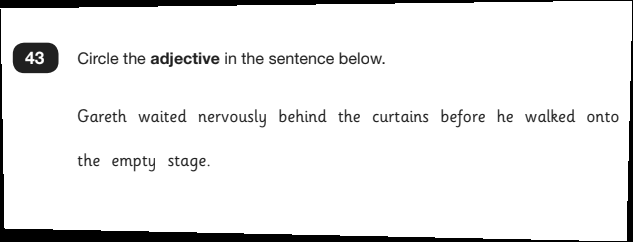 43 Circle the adjective in the sentence below.
Gareth waited nervously behind the curtains before he walked onto
the empty stage.